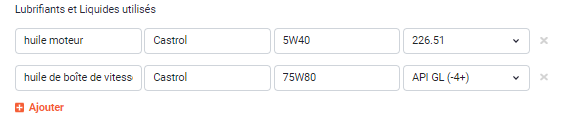 Lubrifiants et Liquides utilisés
huile moteur Castrol 5W40 226.51
huile de boîte de vitess Castrol 75W80 API GL (-4+)
Ajouter